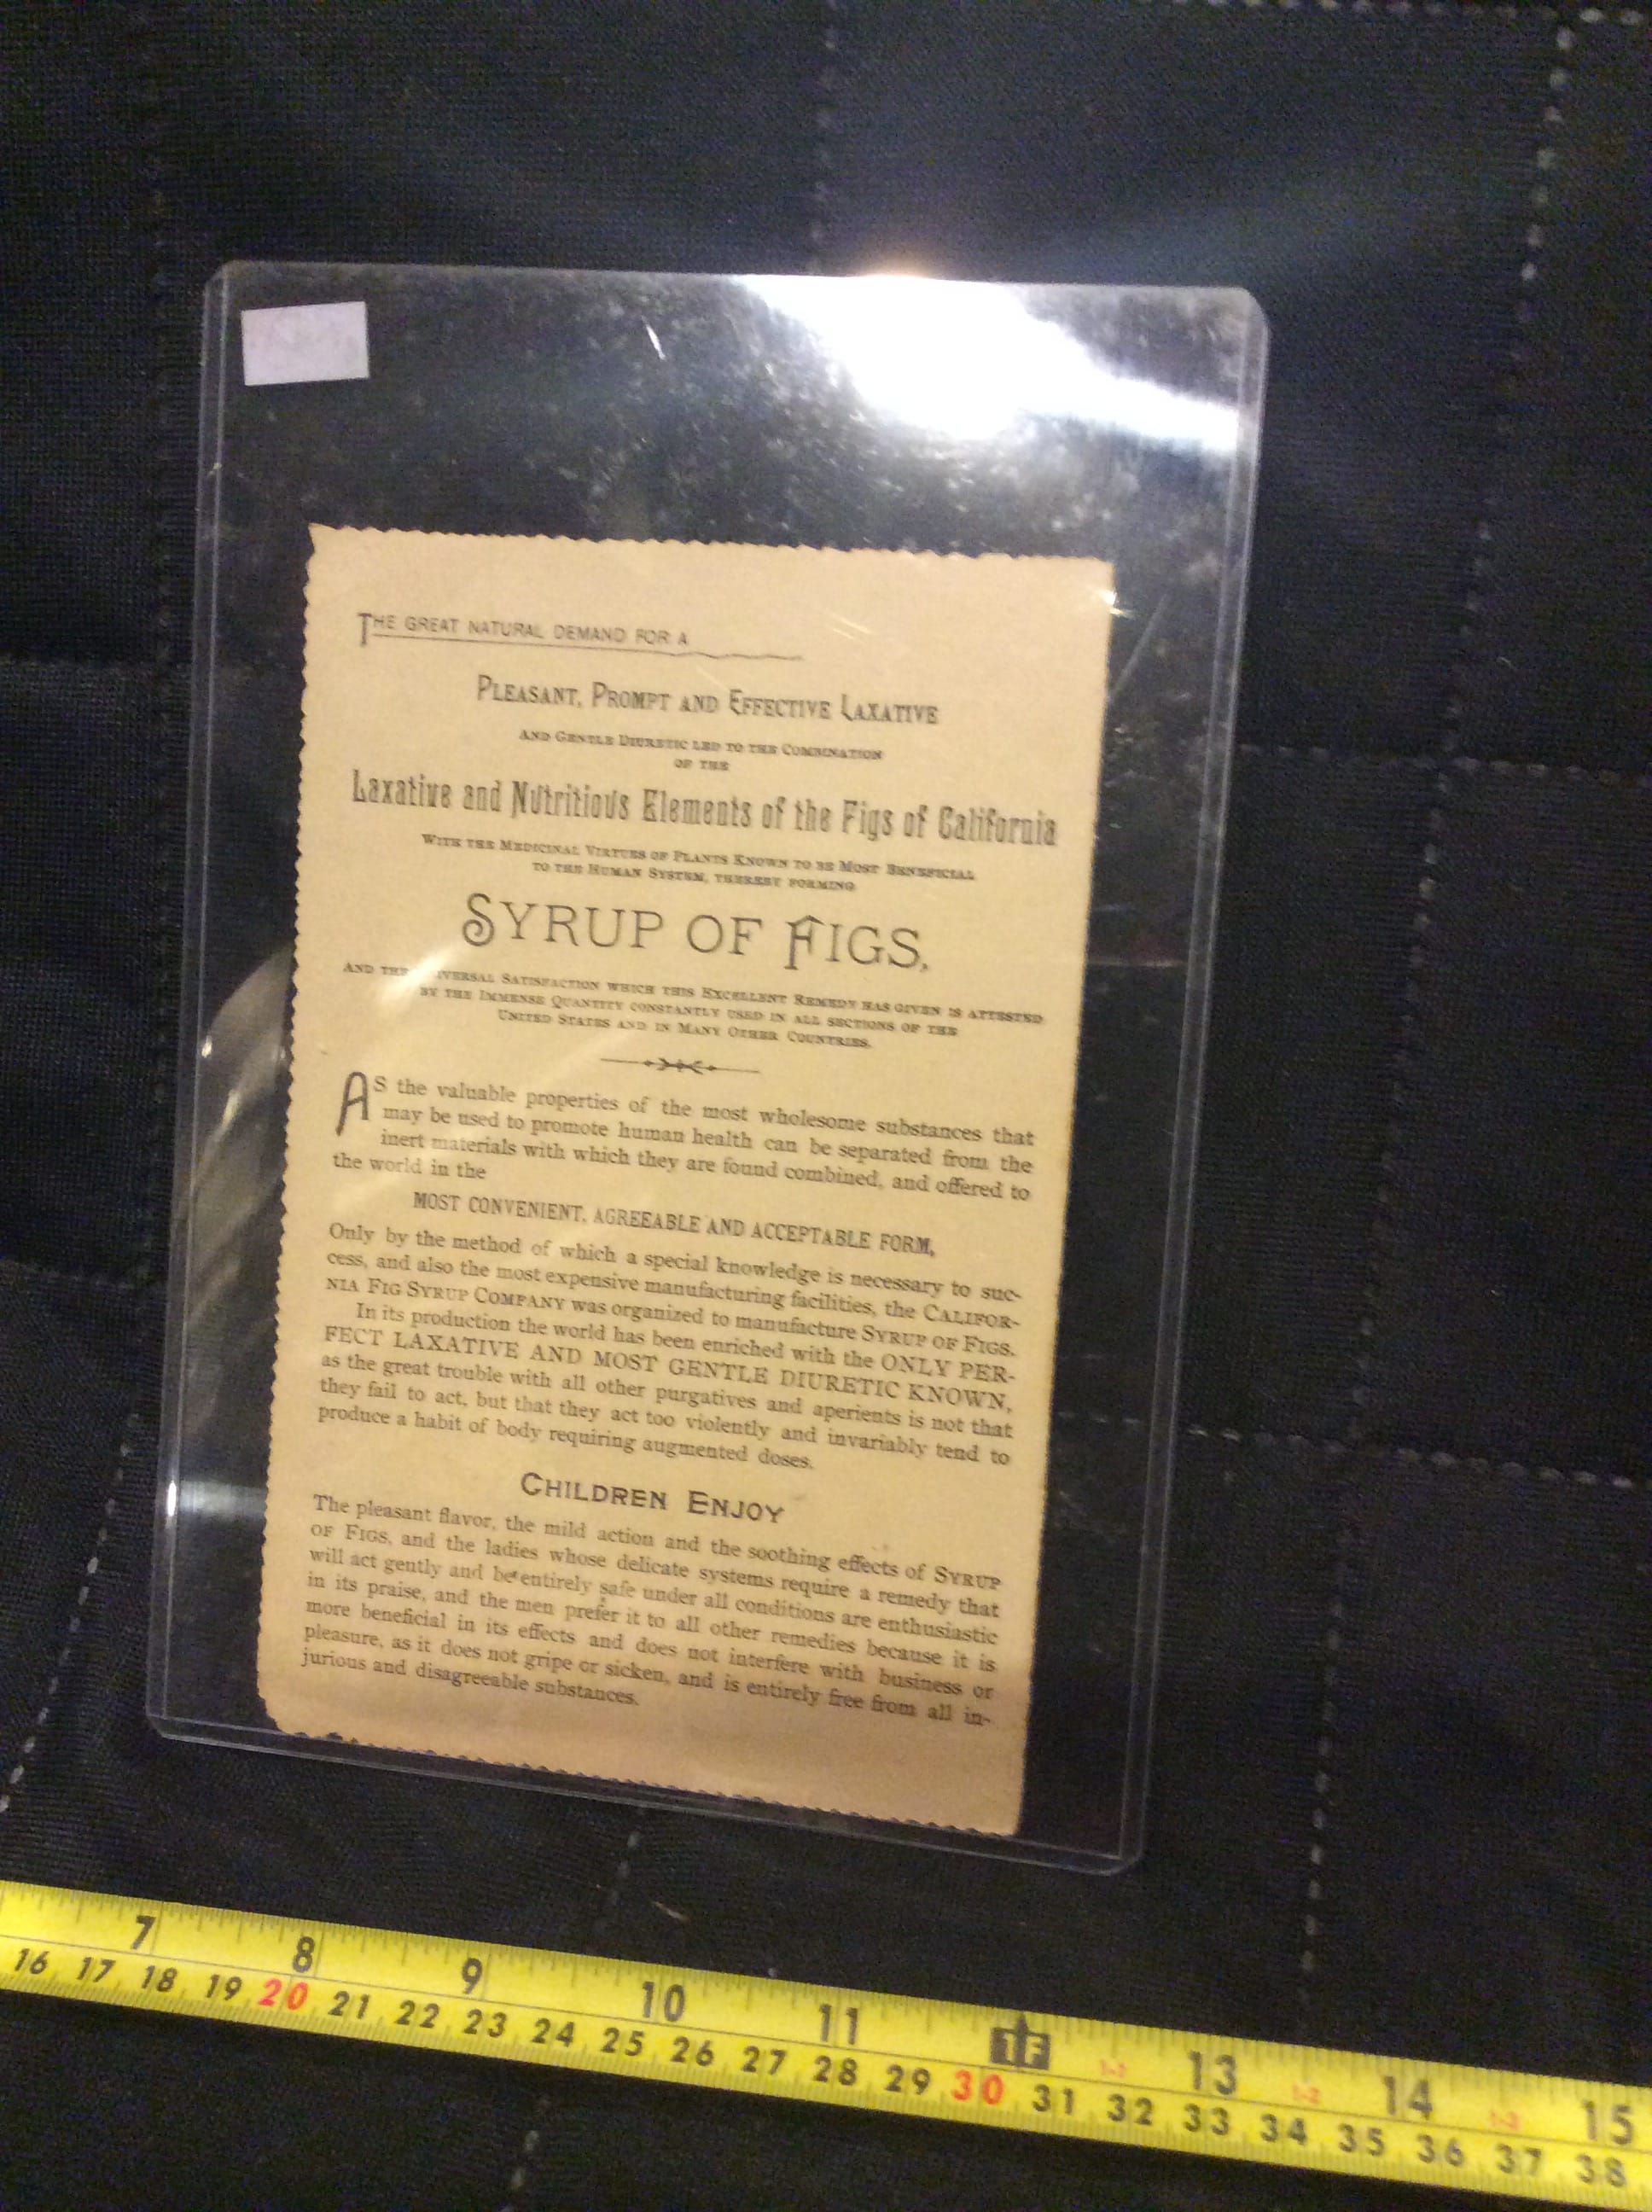 THE GREAT NATURAL DEMAND FOR A
PLEASANT, PROMPT AND EFFECTIVE LAXATIVE
AND GENTLE DIURETIC LED TO THE COMBINATION
OF THE
Laxative and Nutritious Elements of the Figs of California
WITH THE MEDICINAL VIRTUES OF PLANTS KNOWN TO BE MOST BENEFICIAL
TO THE HUMAN SYSTEM, THEREBY FORMING
SYRUP OF FIGS,
AND THE IVERSAL SATISFACTION WHICH THIS EXCELLENT REMEDY HAS GIVEN IS ATTESTED
BY THE IMMENSE QUANTITY CONSTANTLY USED IN ALL SECTIONS OF THE
UNITED STATES AND IN MANY OTHER COUNTRIES.
AS the valuable properties of the most wholesome substances that
may be used to promote human health can be separated from the
inert materials with which they are found combined, and offered to
the world in the
MOST CONVENIENT, AGREEABLE AND ACCEPTABLE FORM,
Only by the method of which a special knowledge is necessary to suc-
cess, and also the most expensive manufacturing facilities, the CALIFOR-
NIA FIG SYRUP COMPANY was organized to manufacture SYRUP OF FIGS.
In its production the world has been enriched with the ONLY PER-
FECT LAXATIVE AND MOST GENTLE DIURETIC KNOWN,
as the great trouble with all other purgatives and aperients is not that
they fail to act, but that they act too violently and invariably tend to
produce a habit of body requiring augmented doses.
CHILDREN ENJOY
The pleasant flavor, the mild action and the soothing effects of SYRUP
OF FIGS, and the ladies whose delicate systems require a remedy that
will act gently and be entirely safe under all conditions are enthusiastic
in its praise, and the men prefer it to all other remedies because it is
more beneficial in its effects and does not interfere with business or
pleasure, as it does not gripe or sicken, and is entirely free from all in-
jurious and disagreeable substances.
7 8 9 10 11 1F 13 14 15
16 17 18 19 20 21 22 23 24 25 26 27 28 29 30 31 32 33 34 35 36 37 38